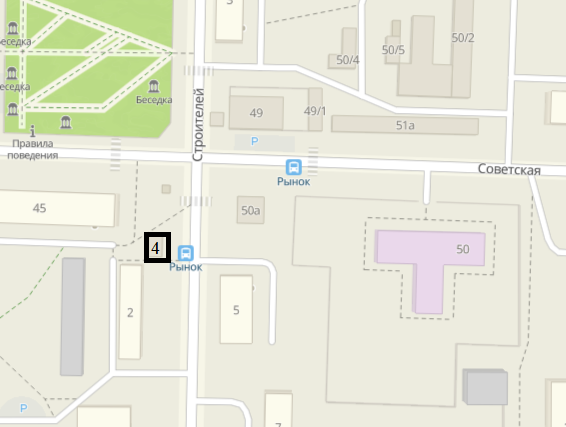 3
50/2
50/5
50/4
Беседка
Беседка
Беседка
49
49/1
51а
Р
i
Правила
поведения
Строителей
Рынок
Советская
45
50а
4
Рынок
50
2
5
Р
7